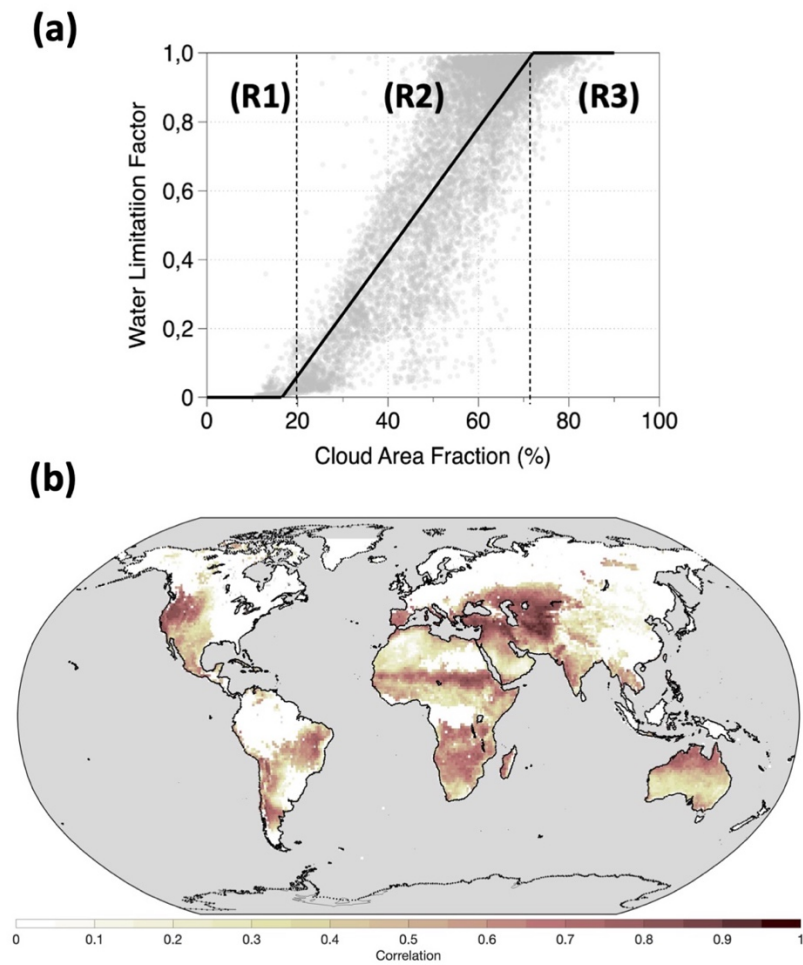 (a)
1,0
(R1)
(R2)
(R3)
0,8
0,6
0,4
0,2
0
Water Limitatiion Factor
0 20 40 60 80 100
Cloud Area Fraction (%)
(b)
0 0.1 0.2 0.3 0.4 0.5 0.6 0.7 0.8 0.9 1
Correlation